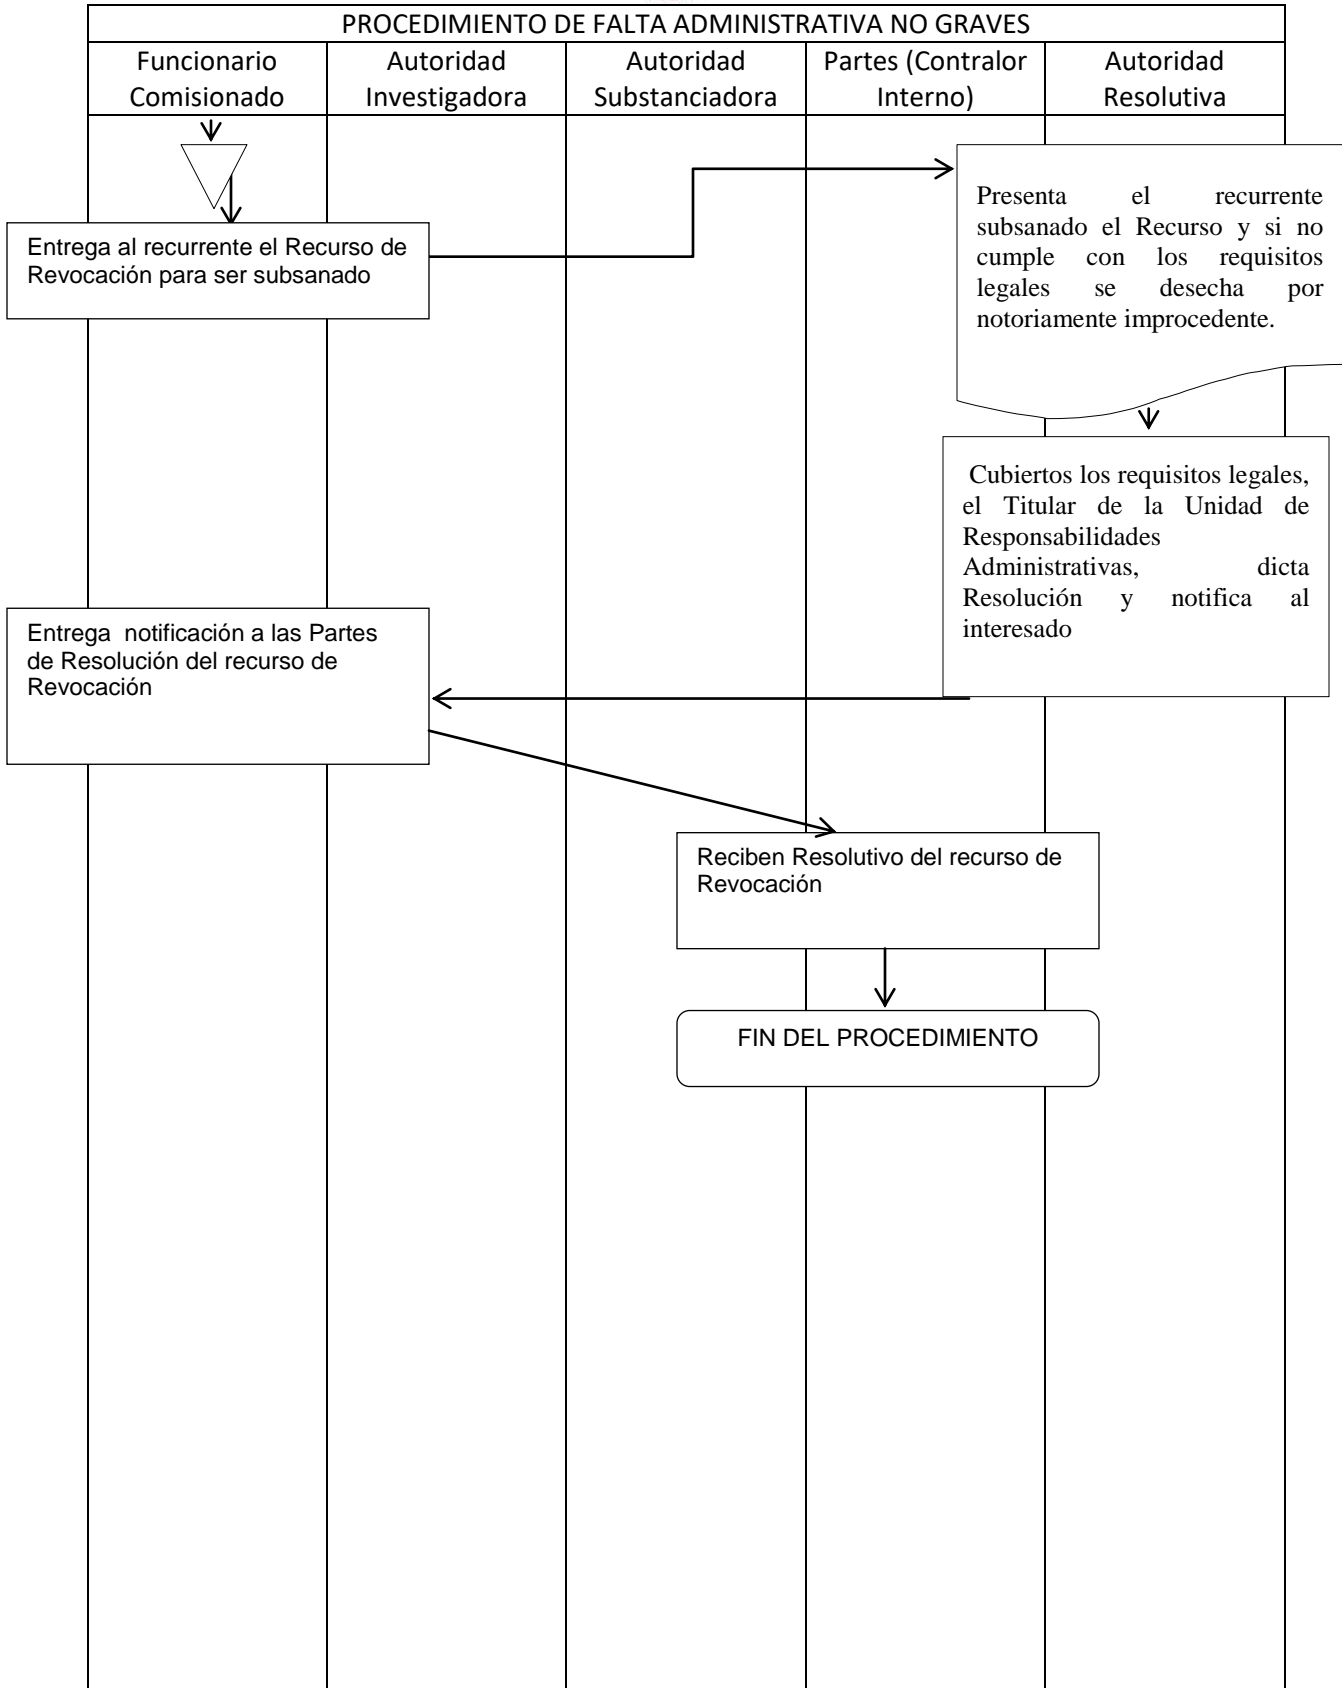 PROCEDIMIENTO DE FALTA ADMINISTRATIVA NO GRAVES
Funcionario
Comisionado
Autoridad
Investigadora
Autoridad
Substanciadora
Partes (Contralor
Interno)
Autoridad
Resolutiva
Entrega al recurrente el Recurso de
Revocación para ser subsanado
Presenta el recurrente
subsanado el Recurso y si no
cumple con los requisitos
legales se desecha por
notoriamente improcedente.
Cubiertos los requisitos legales,
el Titular de la Unidad de
Responsabilidades
Administrativas, dicta
Resolución y notifica al
interesado
Entrega notificación a las Partes
de Resolución del recurso de
Revocación
Reciben Resolutivo del recurso de
Revocación
FIN DEL PROCEDIMIENTO